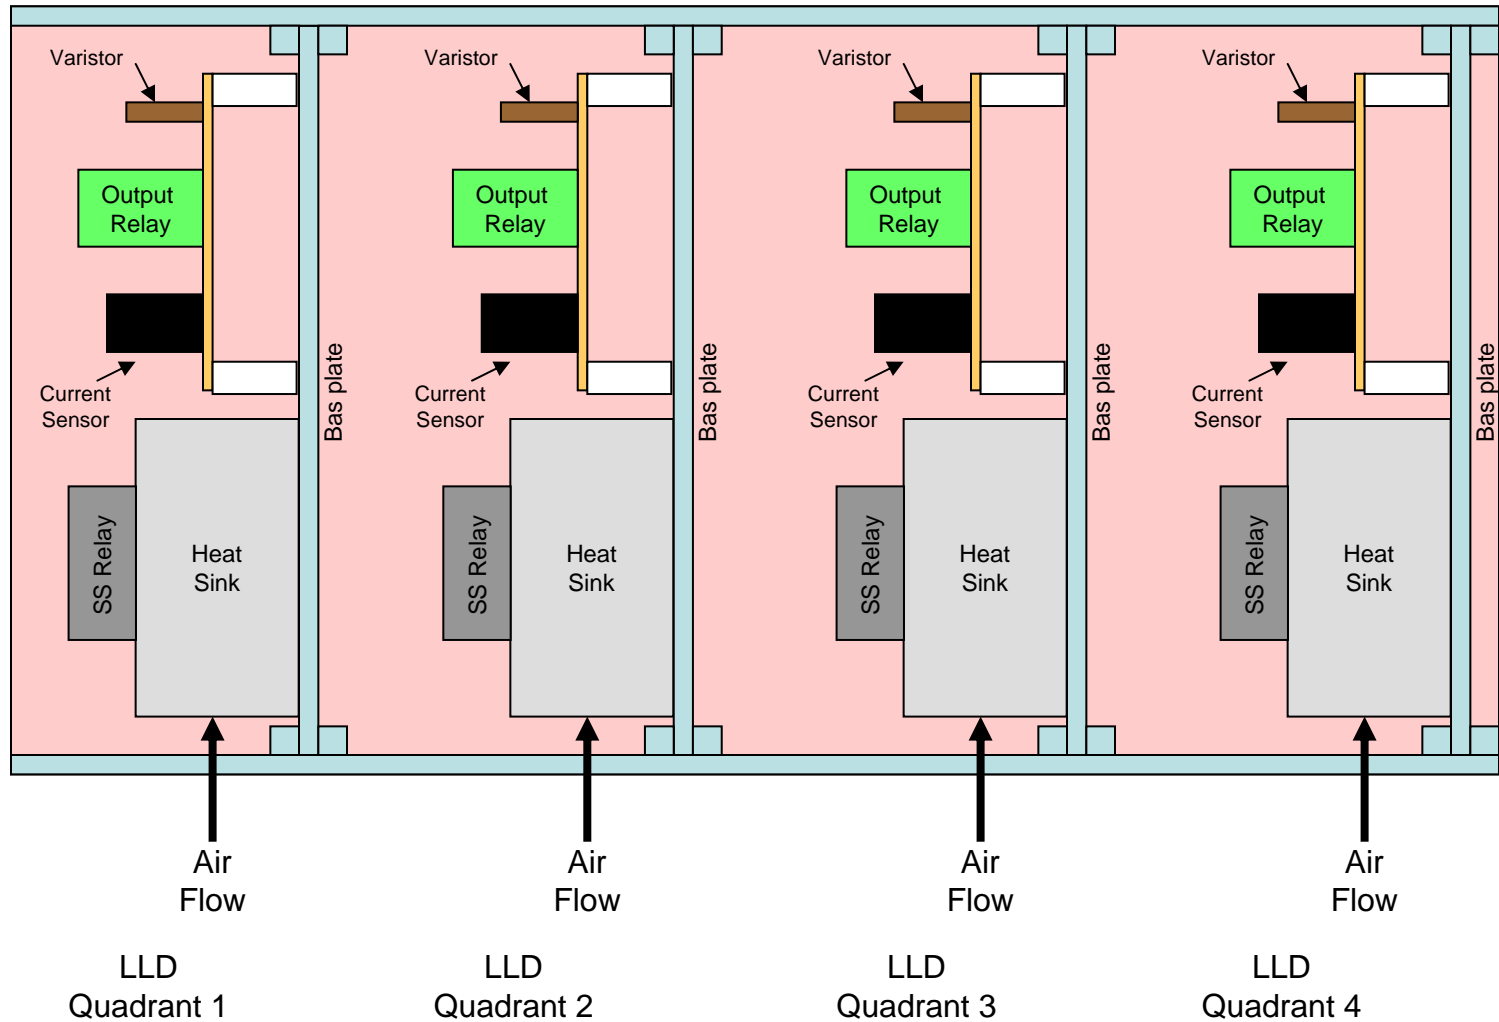 Varistor
Varistor
Varistor
Varistor
Output
Relay
Output
Relay
Output
Relay
Output
Relay
Current
Sensor
Current
Sensor
Current
Sensor
Current
Sensor
Bas plate
Bas plate
Bas plate
Bas plate
SS Relay
Heat
Sink
SS Relay
Heat
Sink
SS Relay
Heat
Sink
SS Relay
Heat
Sink
Air
Flow
Air
Flow
Air
Flow
Air
Flow
LLD
Quadrant 1
LLD
Quadrant 2
LLD
Quadrant 3
LLD
Quadrant 4